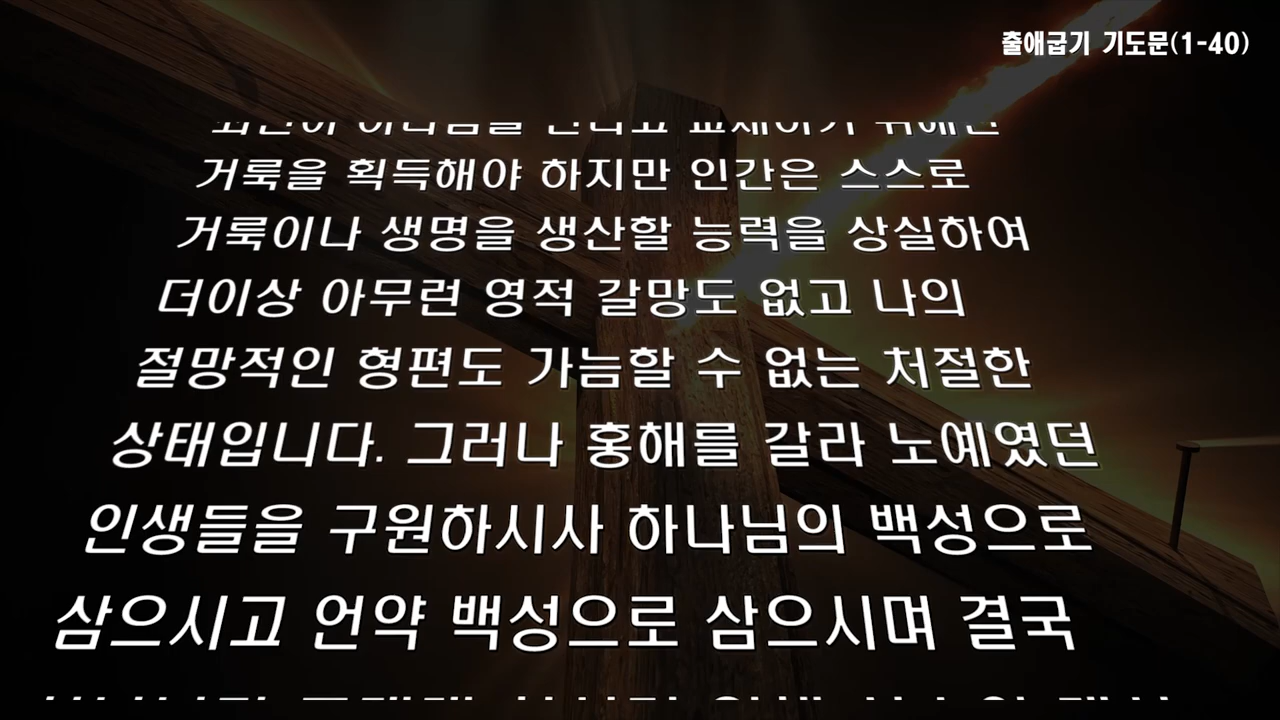 출애굽기 기도문(1-40)
거룩을 획득해야 하지만 인간은 스스로
거룩이나 생명을 생산할 능력을 상실하여
더이상 아무런 영적 갈망도 없고 나의
절망적인 형편도 가늠할 수 없는 처절한
상태입니다. 그러나 홍해를 갈라 노예였던
인생들을 구원하시사 하나님의 백성으로
삼으시고 언약 백성으로 삼으시며 결국